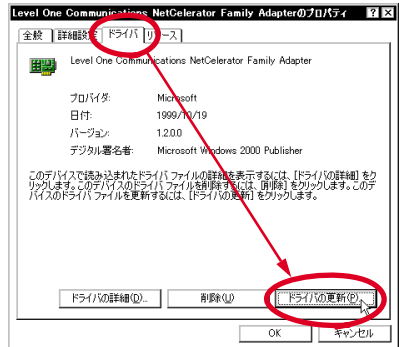 Level One Communications NetCelerator Family Adapterのプロパティ
全般 詳細設定 ドライバ リソース
Level One Communications NetCelerator Family Adapter
プロバイダ: Microsoft
日付: 1999/10/19
バージョン: 1.2.0.0
デジタル署名者: Microsoft Windows 2000 Publisher
このデバイスで読み込まれたドライバ ファイルの詳細を表示するには、[ドライバの詳細] をク
リックします。このデバイスのドライバ ファイルを削除するには、[削除] をクリックします。このデ
バイスのドライバ ファイルを更新するには、[ドライバの更新] をクリックします。
ドライバの詳細(D)... 削除(U) ドライバの更新(P)...
OK キャンセル